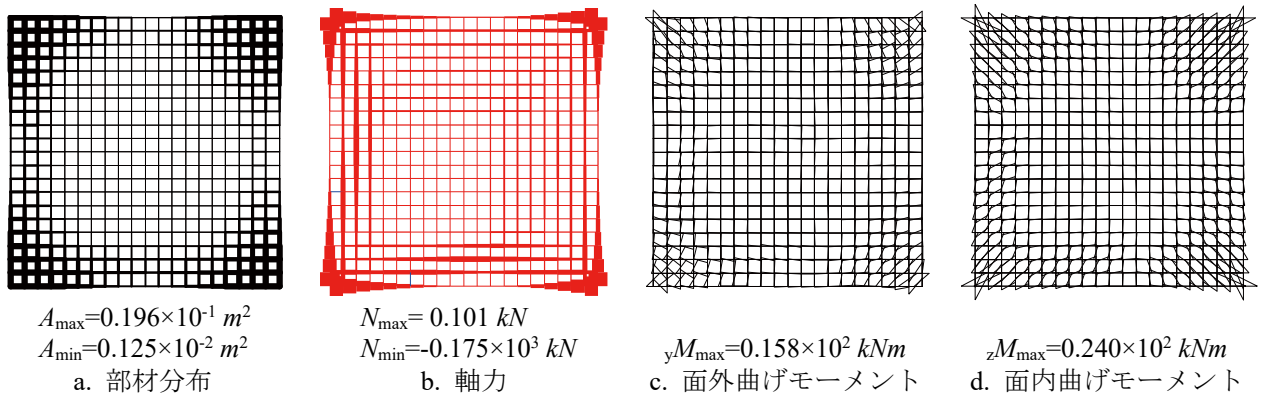 Amax=0.196×10-1 m2
Amin=0.125×10-2 m2
a. 部材分布
Nmax= 0.101 kN
Nmin=-0.175×103 kN
b. 軸力
yMmax=0.158×102 kNm
c. 面外曲げモーメント
zMmax=0.240×102 kNm
d. 面内曲げモーメント